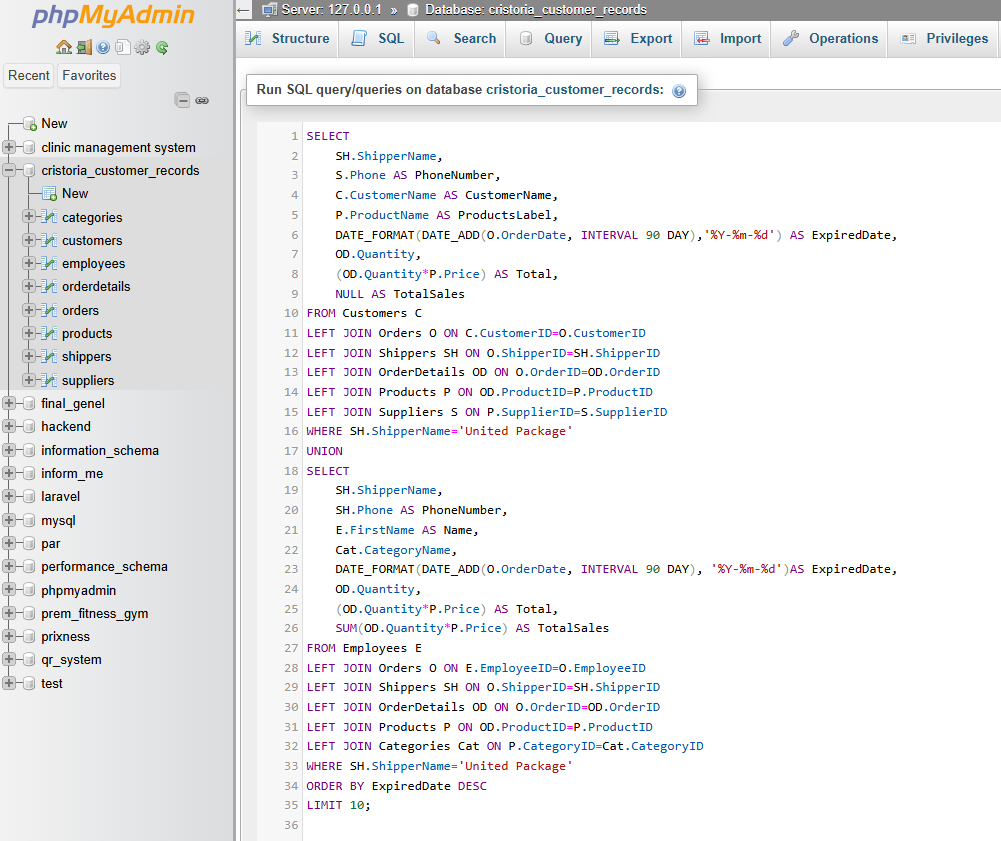 phpMyAdmin
Recent Favorites
New
clinic management system
cristoria_customer_records
New
categories
customers
employees
orderdetails
orders
products
shippers
suppliers
final_genel
hackend
information_schema
inform_me
laravel
mysql
par
performance_schema
phpmyadmin
prem_fitness_gym
prixness
qr_system
test
Server: 127.0.0.1 » Database: cristoria_customer_records
Structure SQL Search Query Export Import Operations Privileges
Run SQL query/queries on database cristoria_customer_records:
1 SELECT
2 SH.ShipperName,
3 S.Phone AS PhoneNumber,
4 C.CustomerName AS CustomerName,
5 P.ProductName AS ProductsLabel,
6 DATE_FORMAT(DATE_ADD(O.OrderDate, INTERVAL 90 DAY),'%Y-%m-%d') AS ExpiredDate,
7 OD.Quantity,
8 (OD.Quantity*P.Price) AS Total,
9 NULL AS TotalSales
10 FROM Customers C
11 LEFT JOIN Orders O ON C.CustomerID=O.CustomerID
12 LEFT JOIN Shippers SH ON O.ShipperID=SH.ShipperID
13 LEFT JOIN OrderDetails OD ON O.OrderID=OD.OrderID
14 LEFT JOIN Products P ON OD.ProductID=P.ProductID
15 LEFT JOIN Suppliers S ON P.SupplierID=S.SupplierID
16 WHERE SH.ShipperName='United Package'
17 UNION
18 SELECT
19 SH.ShipperName,
20 SH.Phone AS PhoneNumber,
21 E.FirstName AS Name,
22 Cat.CategoryName,
23 DATE_FORMAT(DATE_ADD(O.OrderDate, INTERVAL 90 DAY), '%Y-%m-%d')AS ExpiredDate,
24 OD.Quantity,
25 (OD.Quantity*P.Price) AS Total,
26 SUM(OD.Quantity*P.Price) AS TotalSales
27 FROM Employees E
28 LEFT JOIN Orders O ON E.EmployeeID=O.EmployeeID
29 LEFT JOIN Shippers SH ON O.ShipperID=SH.ShipperID
30 LEFT JOIN OrderDetails OD ON O.OrderID=OD.OrderID
31 LEFT JOIN Products P ON OD.ProductID=P.ProductID
32 LEFT JOIN Categories Cat ON P.CategoryID=Cat.CategoryID
33 WHERE SH.ShipperName='United Package'
34 ORDER BY ExpiredDate DESC
35 LIMIT 10;
36